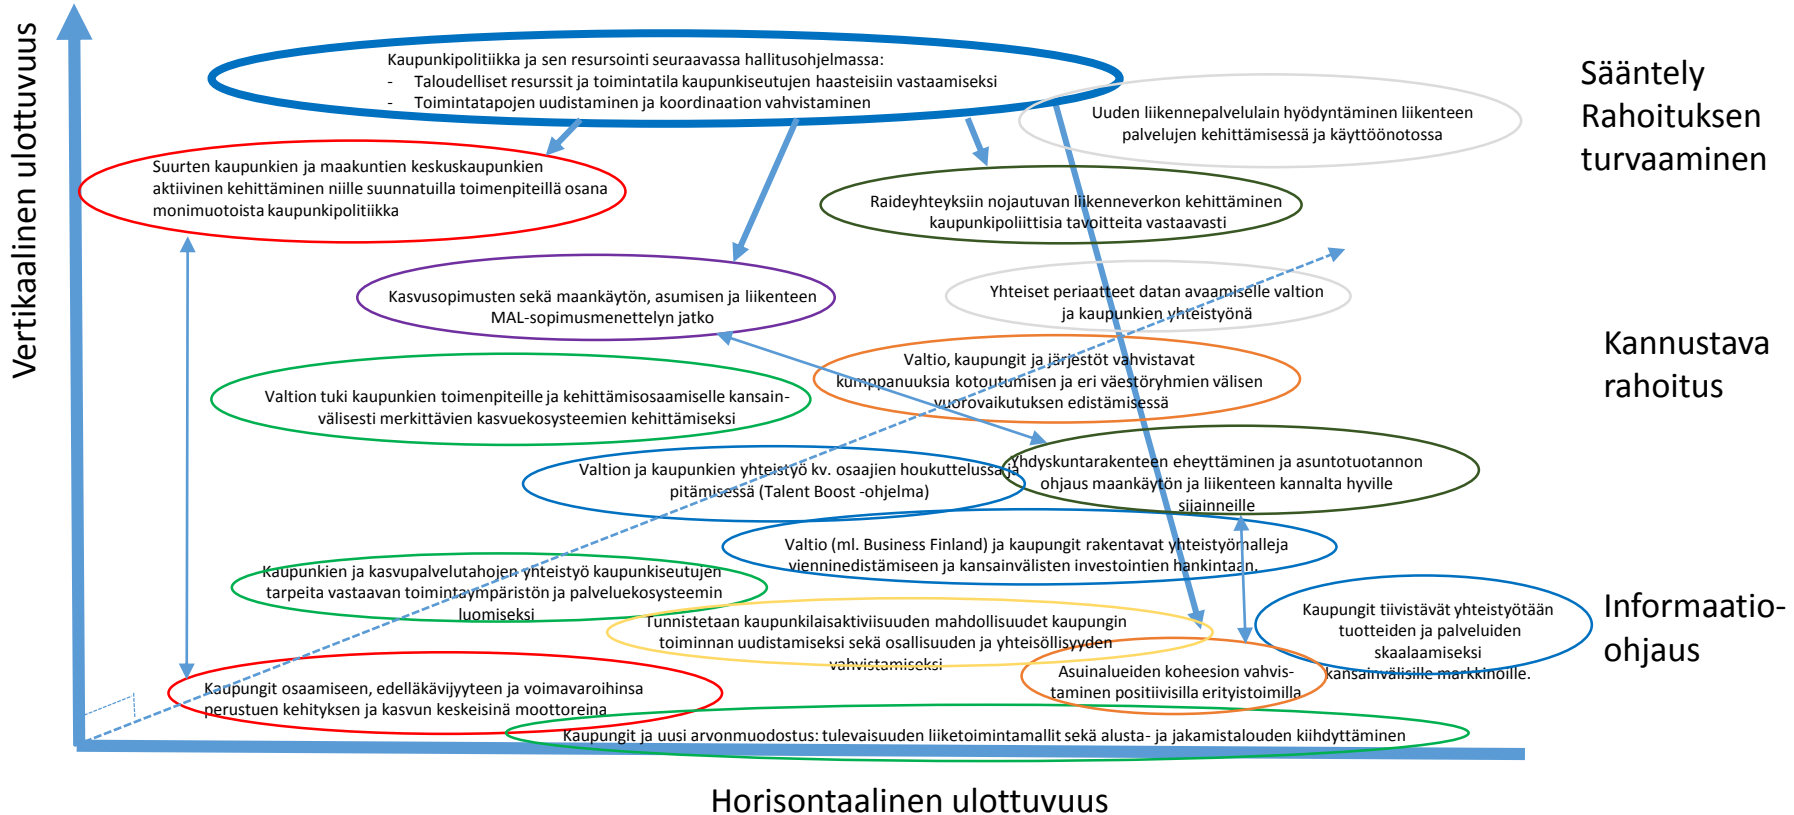 Vertikaalinen ulottuvuus
Kaupunkipolitiikka ja sen resursointi seuraavassa hallitusohjelmassa:
- Taloudelliset resurssit ja toimintatila kaupunkiseutujen haasteisiin vastaamiseksi
- Toimintatapojen uudistaminen ja koordinaation vahvistaminen
Uuden liikennepalvelulain hyödyntäminen liikenteen
palvelujen kehittämisessä ja käyttöönotossa
Sääntely
Rahoituksen
turvaaminen
Suurten kaupunkien ja maakuntien keskuskaupunkien
aktiivinen kehittäminen niille suunnatuilla toimenpiteillä osana
monimuotoista kaupunkipolitiikka
Raideyhteyksiin nojautuvan liikenneverkon kehittäminen
kaupunkipoliittisia tavoitteita vastaavasti
Kasvusopimusten sekä maankäytön, asumisen ja liikenteen
MAL-sopimusmenettelyn jatko
Yhteiset periaatteet datan avaamiselle valtion
ja kaupunkien yhteistyönä
Kannustava
rahoitus
Valtio, kaupungit ja järjestöt vahvistavat
kumppanuuksia kotoutumisen ja eri väestöryhmien välisen
vuorovaikutuksen edistämisessä
Valtion tuki kaupunkien toimenpiteille ja kehittämisosaamiselle kansain-
välisesti merkittävien kasvuekosysteemien kehittämiseksi
Valtion ja kaupunkien yhteistyö kv. osaajien houkuttelussa ja
pitämisessä (Talent Boost -ohjelma)
Yhdyskuntarakenteen eheyttäminen ja asuntotuotannon
ohjaus maankäytön ja liikenteen kannalta hyville
sijainneille
Valtio (ml. Business Finland) ja kaupungit rakentavat yhteistyömalleja
vienninedistämiseen ja kansainvälisten investointien hankintaan.
Kaupunkien ja kasvupalvelutahojen yhteistyö kaupunkiseutujen
tarpeita vastaavan toimintaympäristön ja palveluekosysteemin
luomiseksi
Informaatio-
ohjaus
Kaupungit tiivistävät yhteistyötään
tuotteiden ja palveluiden
skaalaamiseksi
kansainvälisille markkinoille.
Tunnistetaan kaupunkilaisaktiivisuuden mahdollisuudet kaupungin
toiminnan uudistamiseksi sekä osallisuuden ja yhteisöllisyyden
vahvistamiseksi
Asuinalueiden koheesion vahvis-
taminen positiivisilla erityistoimilla
Kaupungit osaamiseen, edelläkävijyyteen ja voimavaroihinsa
perustuen kehityksen ja kasvun keskeisinä moottoreina
Kaupungit ja uusi arvonmuodostus: tulevaisuuden liiketoimintamallit sekä alusta- ja jakamistalouden kiihdyttäminen
Horisontaalinen ulottuvuus